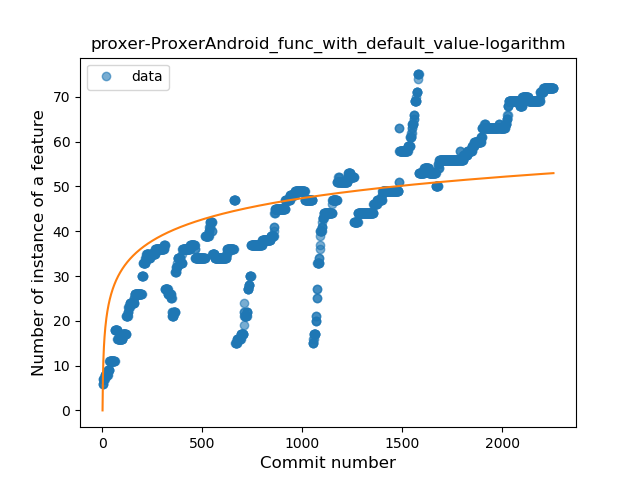 proxer-ProxerAndroid_func_with_default_value-logarithm
data
Number of instance of a feature
70
60
50
40
30
20
10
0
0 500 1000 1500 2000
Commit number